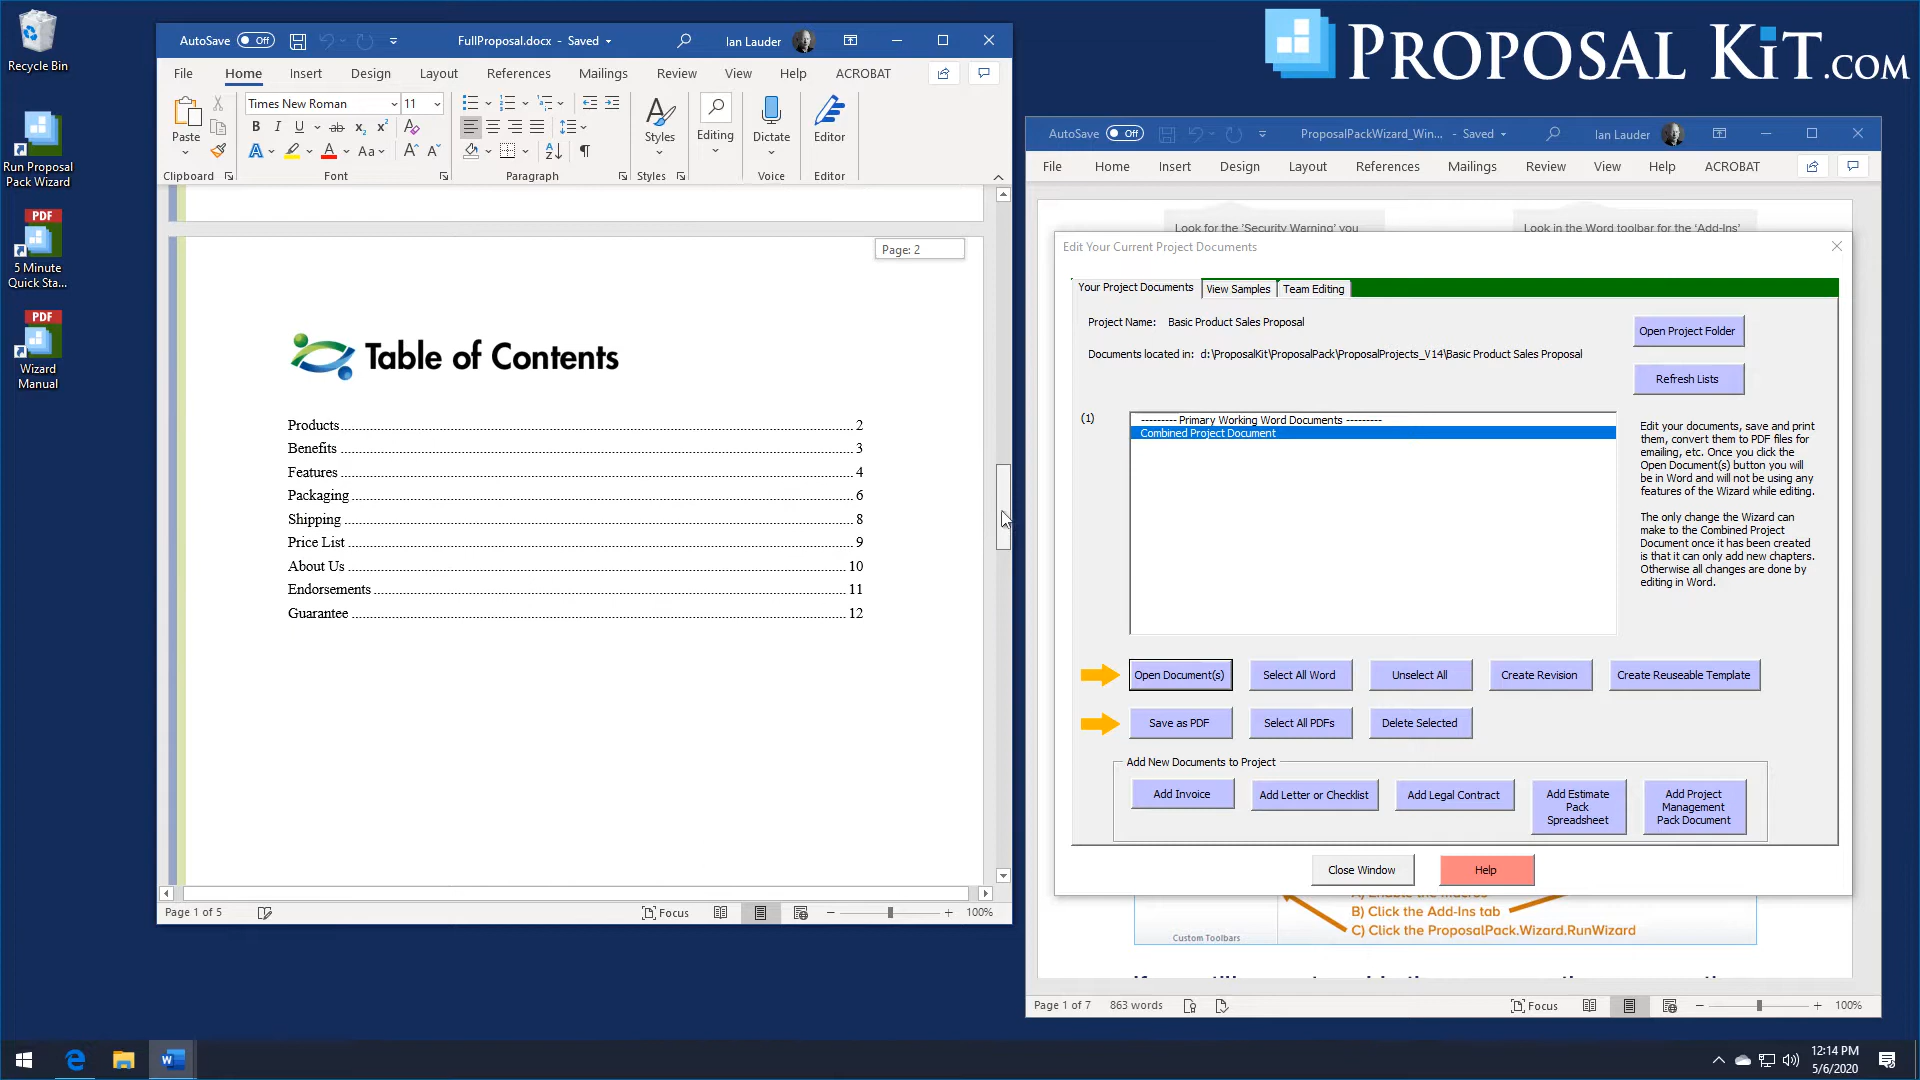 Recycle Bin
Run Proposal
Pack Wizard
PDF
5 Minute
Quick Sta...
PDF
Wizard
Manual
AutoSave Off FullProposal.docx - Saved Ian Lauder
File Home Insert Design Layout References Mailings Review View Help ACROBAT
Times New Roman 11
Paste
B I U ab x₂ x² A
A A Aa A A
Styles Editing Dictate Editor
Clipboard Font Paragraph Styles Voice Editor
Page: 2
Table of Contents
Products 2
Benefits 3
Features 4
Packaging 6
Shipping 8
Price List 9
About Us 10
Endorsements 11
Guarantee 12
Page 1 of 5 Focus 100%
PROPOSAL KIT.COM
AutoSave Off ProposalPackWizard_Win... - Saved Ian Lauder
File Home Insert Design Layout References Mailings Review View Help ACROBAT
Look for the 'Security Warning' you
Look in the Word toolbar for the 'Add-Ins'
Edit Your Current Project Documents
Your Project Documents View Samples Team Editing
Project Name: Basic Product Sales Proposal
Open Project Folder
Documents located in: d:\ProposalKit\ProposalPack\ProposalProjects_V14\Basic Product Sales Proposal
Refresh Lists
(1)
--------- Primary Working Word Documents ---------
Combined Project Document
Edit your documents, save and print
them, convert them to PDF files for
emailing, etc. Once you click the
Open Document(s) button you will
be in Word and will not be using any
features of the Wizard while editing.
The only change the Wizard can
make to the Combined Project
Document once it has been created
is that it can only add new chapters.
Otherwise all changes are done by
editing in Word.
Open Document(s) Select All Word Unselect All Create Revision Create Reuseable Template
Save as PDF Select All PDFs Delete Selected
Add New Documents to Project
Add Invoice
Add Letter or Checklist
Add Legal Contract
Add Estimate
Pack
Spreadsheet
Add Project
Management
Pack Document
Close Window Help
B) Click the Add-Ins tab
C) Click the ProposalPack.Wizard.RunWizard
Custom Toolbars
Page 1 of 7 863 words Focus 100%
12:14 PM
5/6/2020